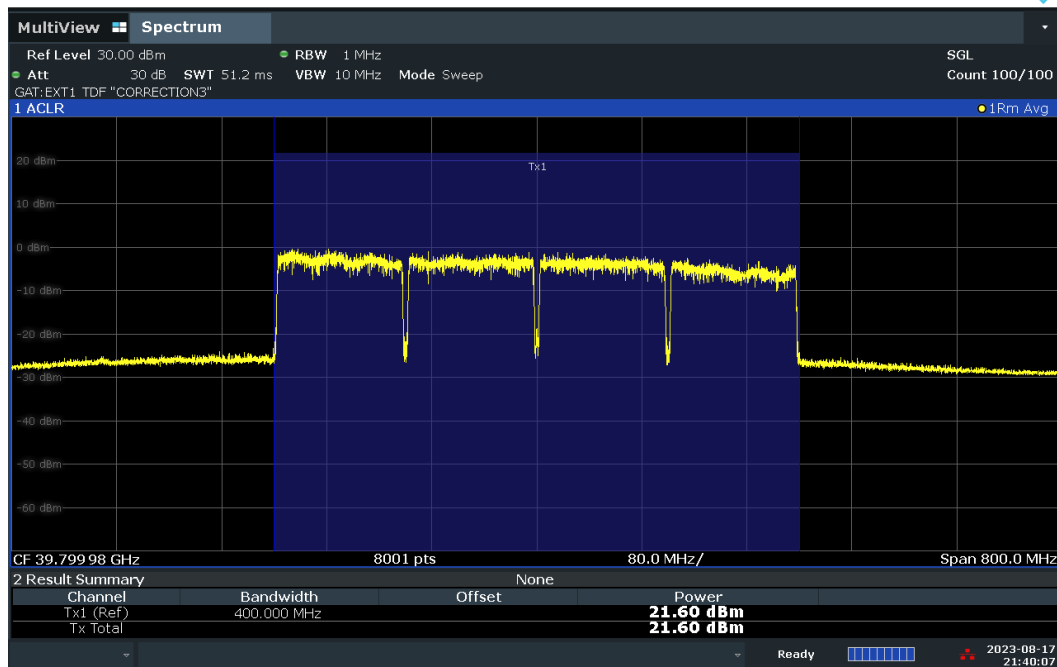 MultiView Spectrum
Ref Level 30.00 dBm RBW 1 MHz SGL
Att 30 dB SWT 51.2 ms VBW 10 MHz Mode Sweep Count 100/100
GAT:EXT1 TDF "CORRECTION3"
1 ACLR 1Rm Avg
Tx1
20 dBm
10 dBm
0 dBm
-10 dBm
-20 dBm
-30 dBm
-40 dBm
-50 dBm
-60 dBm
CF 39.79998 GHz 8001 pts 80.0 MHz/ Span 800.0 MHz
2 Result Summary None
Channel Bandwidth Offset Power
Tx1 (Ref) 400.000 MHz 21.60 dBm
Tx Total 21.60 dBm
Ready 2023-08-17
21:40:07